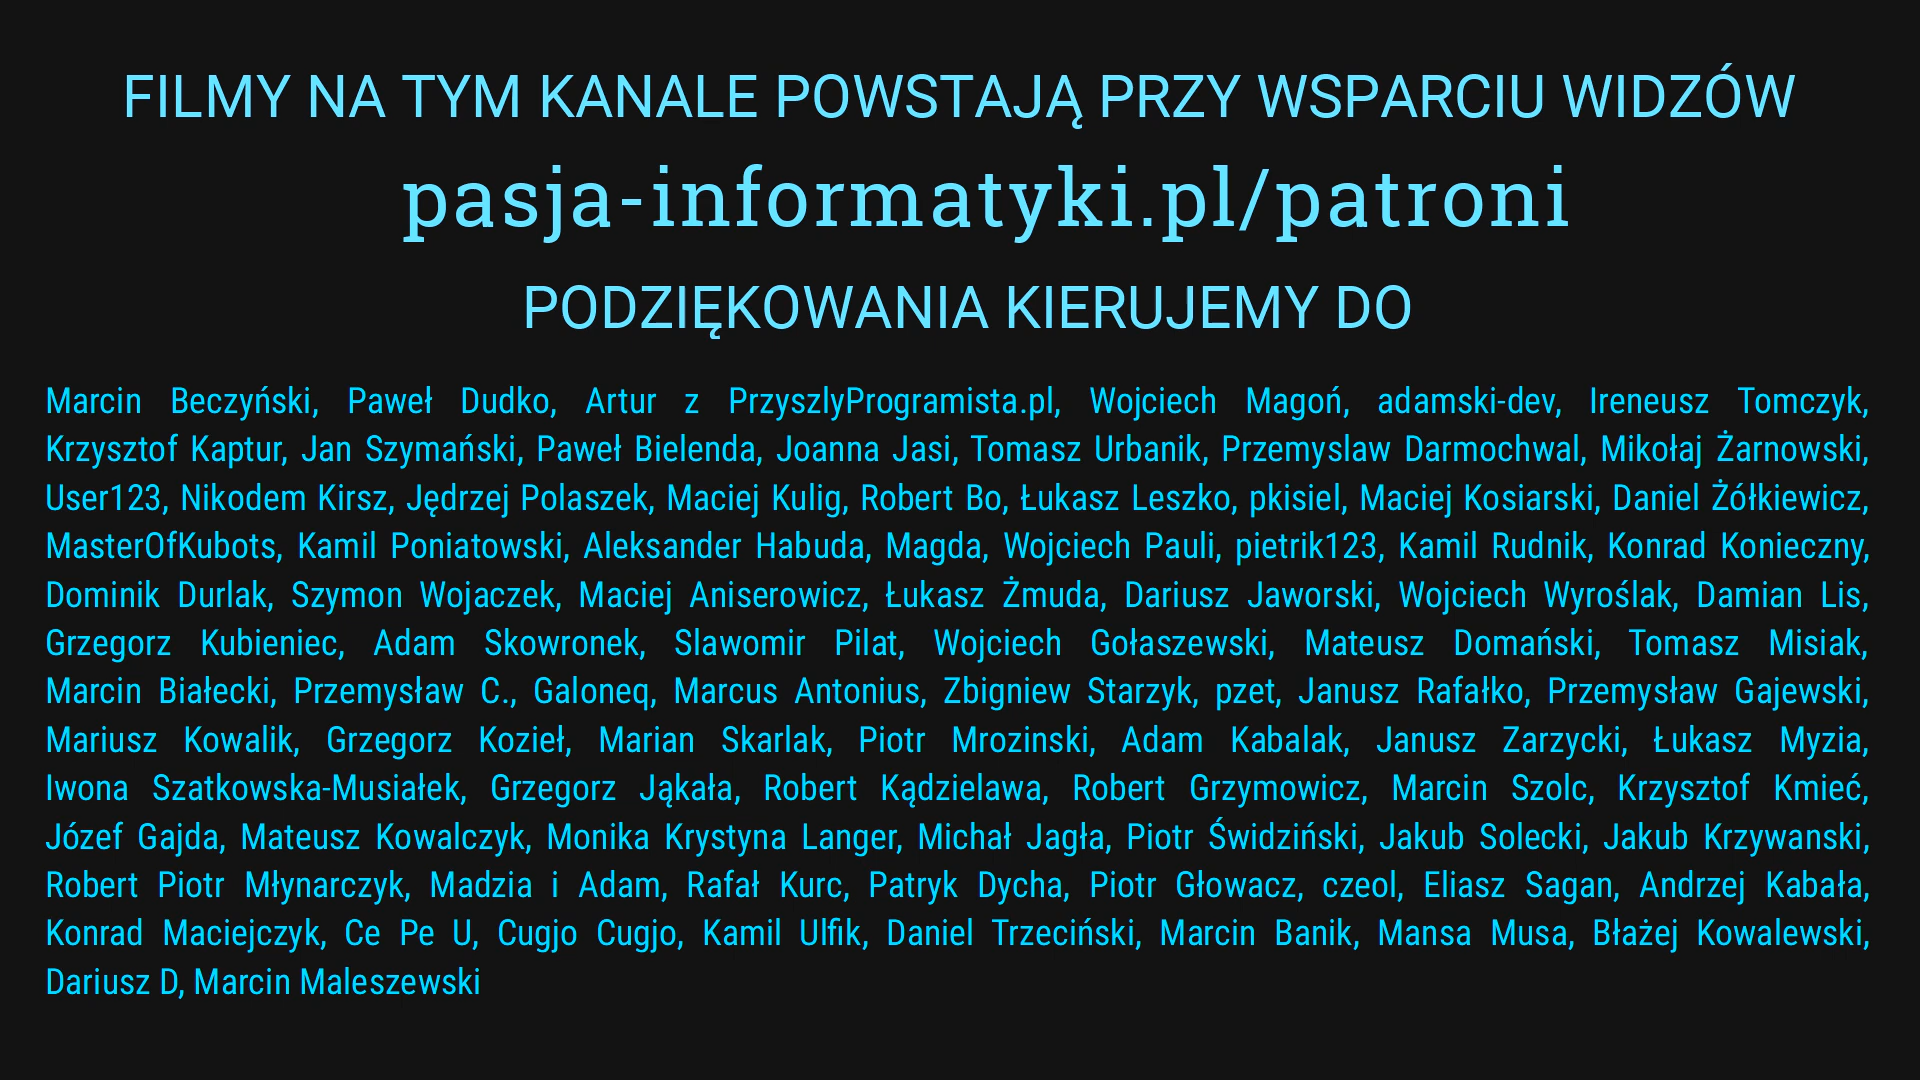 FILMY NA TYM KANALE POWSTAJĄ PRZY WSPARCIU WIDZÓW
pasja-informatyki.pl/patroni
PODZIĘKOWANIA KIERUJEMY DO
Marcin Beczyński, Paweł Dudko, Artur z PrzyszlyProgramista.pl, Wojciech Magoń, adamski-dev, Ireneusz Tomczyk,
Krzysztof Kaptur, Jan Szymański, Paweł Bielenda, Joanna Jasi, Tomasz Urbanik, Przemyslaw Darmochwal, Mikołaj Żarnowski,
User123, Nikodem Kirsz, Jędrzej Polaszek, Maciej Kulig, Robert Bo, Łukasz Leszko, pkisiel, Maciej Kosiarski, Daniel Żółkiewicz,
MasterOfKubots, Kamil Poniatowski, Aleksander Habuda, Magda, Wojciech Pauli, pietrik123, Kamil Rudnik, Konrad Konieczny,
Dominik Durlak, Szymon Wojaczek, Maciej Aniserowicz, Łukasz Żmuda, Dariusz Jaworski, Wojciech Wyroślak, Damian Lis,
Grzegorz Kubieniec, Adam Skowronek, Slawomir Pilat, Wojciech Gołaszewski, Mateusz Domański, Tomasz Misiak,
Marcin Białecki, Przemysław C., Galoneq, Marcus Antonius, Zbigniew Starzyk, pzet, Janusz Rafałko, Przemysław Gajewski,
Mariusz Kowalik, Grzegorz Kozieł, Marian Skarlak, Piotr Mrozinski, Adam Kabalak, Janusz Zarzycki, Łukasz Myzia,
Iwona Szatkowska-Musiałek, Grzegorz Jąkała, Robert Kądzielawa, Robert Grzymowicz, Marcin Szolc, Krzysztof Kmieć,
Józef Gajda, Mateusz Kowalczyk, Monika Krystyna Langer, Michał Jagła, Piotr Świdziński, Jakub Solecki, Jakub Krzywanski,
Robert Piotr Młynarczyk, Madzia i Adam, Rafał Kurc, Patryk Dycha, Piotr Głowacz, czeol, Eliasz Sagan, Andrzej Kabała,
Konrad Maciejczyk, Ce Pe U, Cugjo Cugjo, Kamil Ulfik, Daniel Trzeciński, Marcin Banik, Mansa Musa, Błażej Kowalewski,
Dariusz D, Marcin Maleszewski